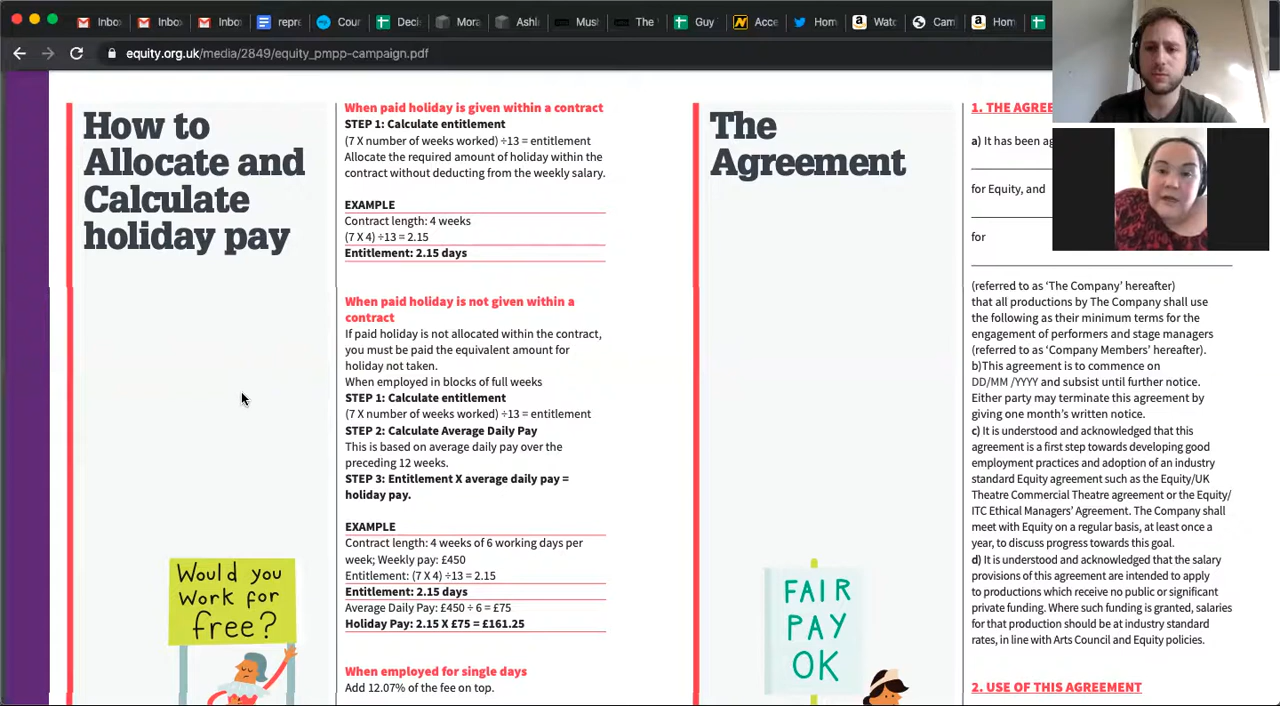 Inbo
Inbo
Inbo
repre
Cour
Deci
Mora
Ashl
Mush
The
Guy
Acce
Hom
Watc
Cam
Hom
equity.org.uk/media/2849/equity_pmpp-campaign.pdf
How to
Allocate and
Calculate
holiday pay
Would you
work for
free?
When paid holiday is given within a contract
STEP 1: Calculate entitlement
(7 X number of weeks worked) ÷13 = entitlement
Allocate the required amount of holiday within the
contract without deducting from the weekly salary.
EXAMPLE
Contract length: 4 weeks
(7 X 4) ÷13 = 2.15
Entitlement: 2.15 days
When paid holiday is not given within a
contract
If paid holiday is not allocated within the contract,
you must be paid the equivalent amount for
holiday not taken.
When employed in blocks of full weeks
STEP 1: Calculate entitlement
(7 X number of weeks worked) ÷13 = entitlement
STEP 2: Calculate Average Daily Pay
This is based on average daily pay over the
preceding 12 weeks.
STEP 3: Entitlement X average daily pay =
holiday pay.
EXAMPLE
Contract length: 4 weeks of 6 working days per
week; Weekly pay: £450
Entitlement: (7 X 4) ÷13 = 2.15
Entitlement: 2.15 days
Average Daily Pay: £450 ÷ 6 = £75
Holiday Pay: 2.15 X £75 = £161.25
When employed for single days
Add 12.07% of the fee on top.
The
Agreement
FAIR
PAY
OK
1. THE AGREE
a) It has been ag
for Equity, and
for
(referred to as ‘The Company’ hereafter)
that all productions by The Company shall use
the following as their minimum terms for the
engagement of performers and stage managers
(referred to as ‘Company Members’ hereafter).
b)This agreement is to commence on
DD/MM /YYYY and subsist until further notice.
Either party may terminate this agreement by
giving one month’s written notice.
c) It is understood and acknowledged that this
agreement is a first step towards developing good
employment practices and adoption of an industry
standard Equity agreement such as the Equity/UK
Theatre Commercial Theatre agreement or the Equity/
ITC Ethical Managers’ Agreement. The Company shall
meet with Equity on a regular basis, at least once a
year, to discuss progress towards this goal.
d) It is understood and acknowledged that the salary
provisions of this agreement are intended to apply
to productions which receive no public or significant
private funding. Where such funding is granted, salaries
for that production should be at industry standard
rates, in line with Arts Council and Equity policies.
2. USE OF THIS AGREEMENT